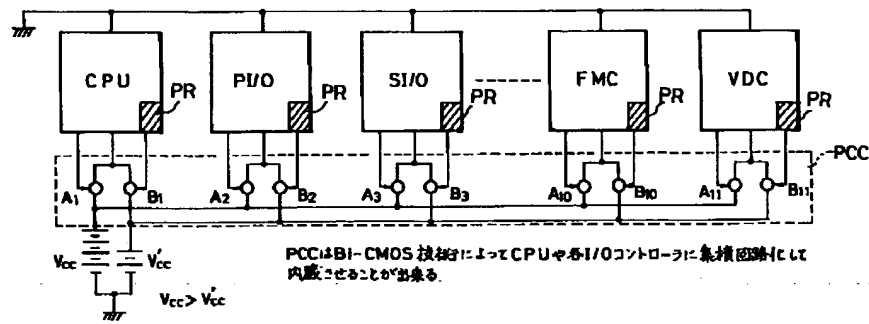 CPU PI/O SI/O FMC VDC
PR PR PR PR PR
PCC
A1 B1 A2 B2 A3 B3 A10 B10 A11 B11
Vcc V'cc
PCCはBi-CMOS技術によってCPUや各I/Oコントローラに集積回路化して
内蔵させることが出来る
Vcc > V'cc